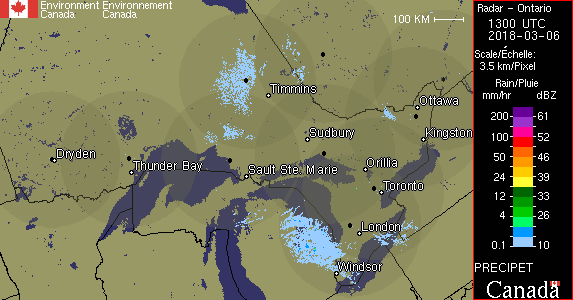 Environment Environnement
Canada Canada
100 KM
Timmins
Ottawa
Sudbury
Kingston
Dryden
Thunder Bay
Sault Ste. Marie
Orillia
Toronto
London
Windsor
Radar - Ontario
1300 UTC
2018-03-06
Scale/Échelle:
3.5 km/Pixel
Rain/Pluie
mm/hr dBZ
200 61
100 56
50 52
50 46
24 39
12 33
4 26
1 20
0.1 10
PRECIPET
Canada